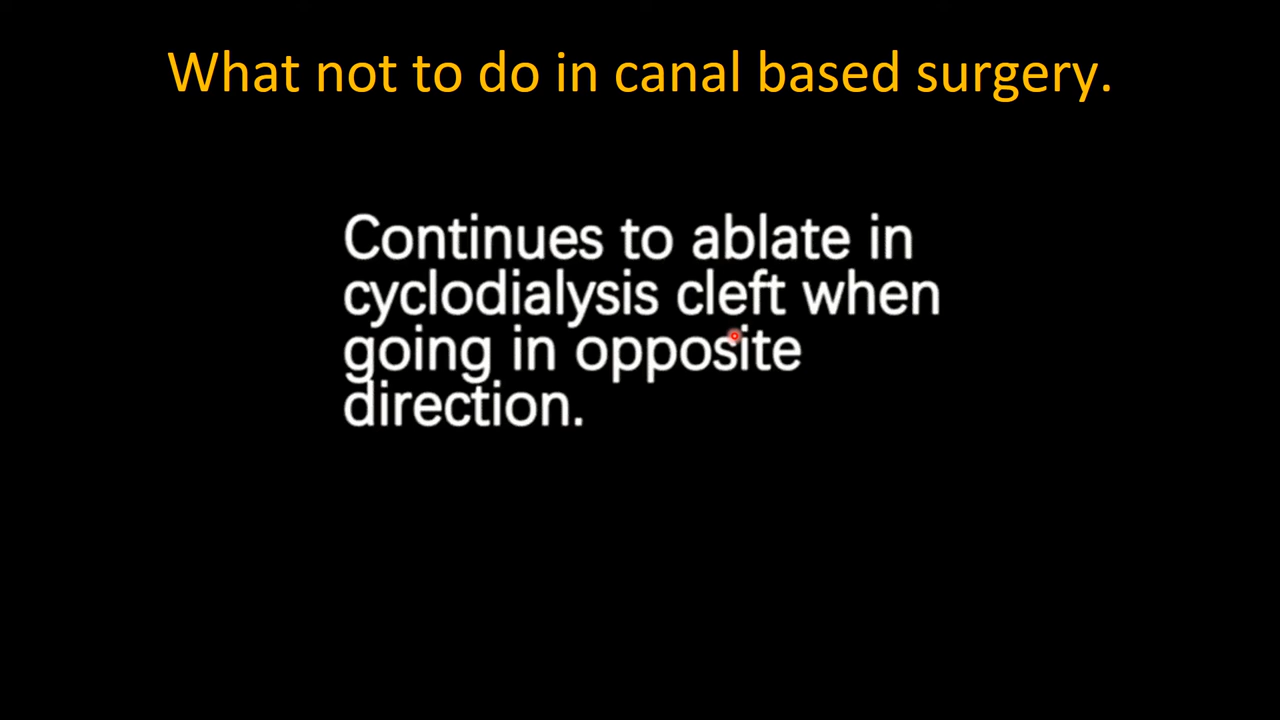 What not to do in canal based surgery.
Continues to ablate in
cyclodialysis cleft when
going in opposite
direction.